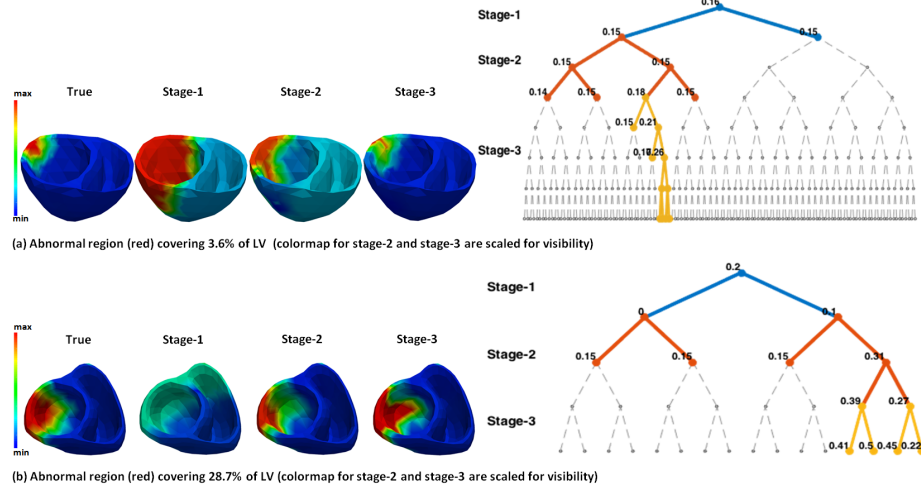 0.16
Stage-1
0.15
0.15
Stage-2
0.15
0.15
True
Stage-1
Stage-2
Stage-3
max
0.14
0.15
0.18
0.15
0.15
0.21
Stage-3
0.26
min
(a) Abnormal region (red) covering 3.6% of LV (colormap for stage-2 and stage-3 are scaled for visibility)
0.2
Stage-1
0
0.1
max
True
Stage-1
Stage-2
Stage-3
Stage-2
0.15
0.15
0.15
0.31
0.39
0.27
Stage-3
0.41
0.5
0.45
0.22
min
(b) Abnormal region (red) covering 28.7% of LV (colormap for stage-2 and stage-3 are scaled for visibility)